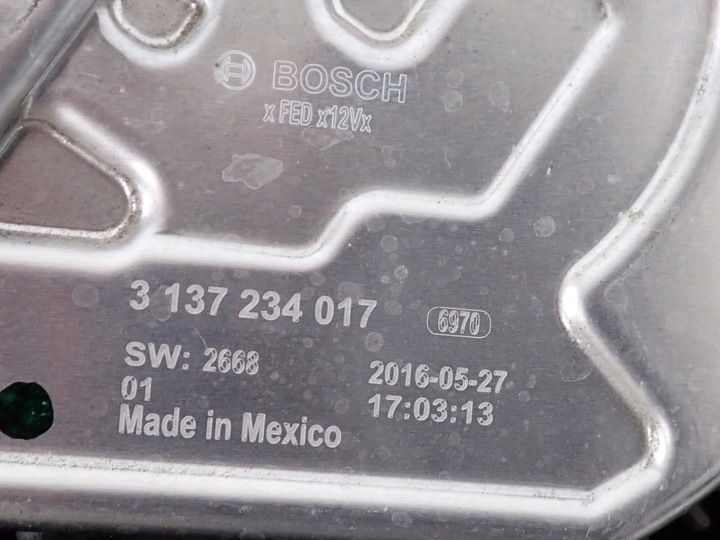 BOSCH
x FED x12Vx
3 137 234 017 6970
SW: 2668
01
2016-05-27
17:03:13
Made in Mexico